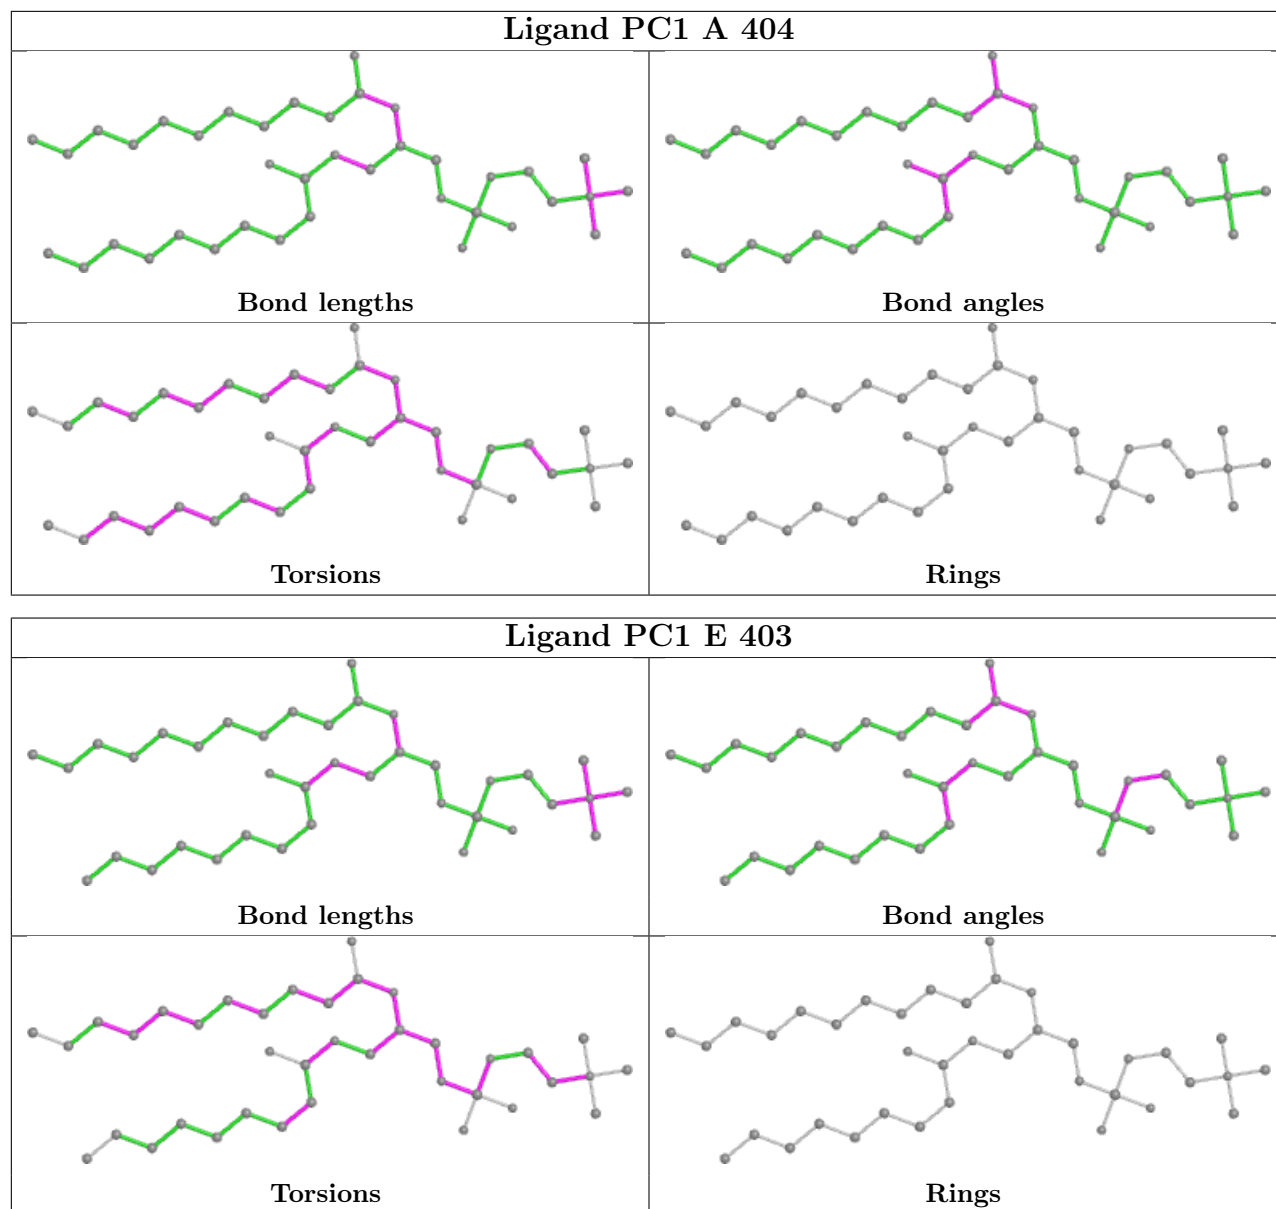 Ligand PC1 A 404
Bond lengths
Bond angles
Torsions
Rings
Ligand PC1 E 403
Bond lengths
Bond angles
Torsions
Rings